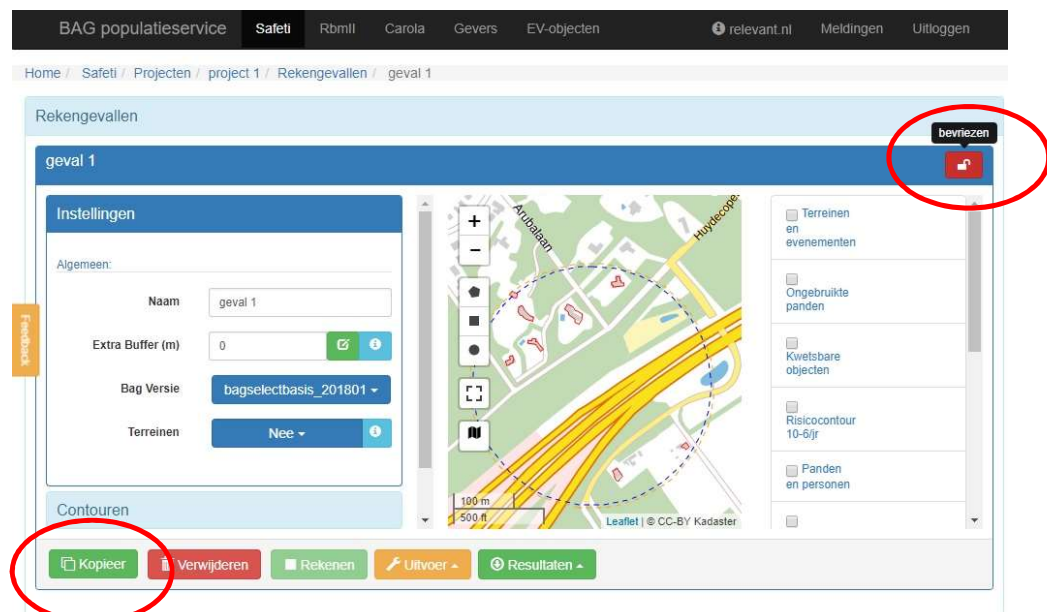 BAG populatieservice Safeti RbmII Carola Gevers EV-objecten relevant.nl Meldingen Uitloggen
Home / Safeti / Projecten / project 1 / Rekengevallen / geval 1
Rekengevallen
bevriezen
geval 1
Instellingen
Algemeen:
Naam geval 1
Extra Buffer (m) 0
Bag Versie bagselectbasis_201801
Terreinen Nee
Contouren
Feedback
+
−
Arubalaan
Huydecoper
100 m
500 ft
Leaflet | © CC-BY Kadaster
Terreinen
en
evenementen
Ongebruikte
panden
Kwetsbare
objecten
Risicocontour
10-6/jr
Panden
en personen
Kopieer Verwijderen Rekenen Uitvoer Resultaten